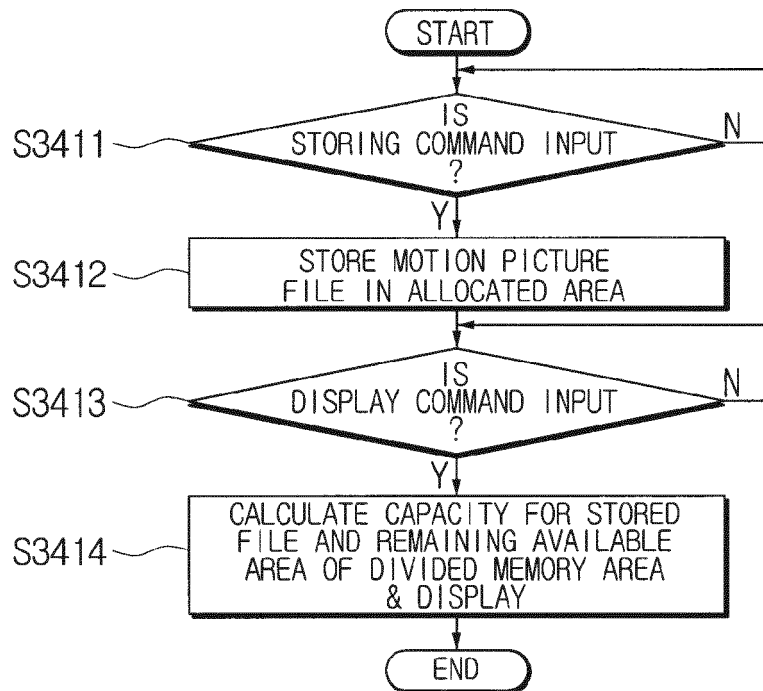 START
IS
STORING COMMAND INPUT
?
N
S3411
Y
STORE MOTION PICTURE
FILE IN ALLOCATED AREA
S3412
IS
DISPLAY COMMAND INPUT
?
N
S3413
Y
CALCULATE CAPACITY FOR STORED
FILE AND REMAINING AVAILABLE
AREA OF DIVIDED MEMORY AREA
& DISPLAY
S3414
END